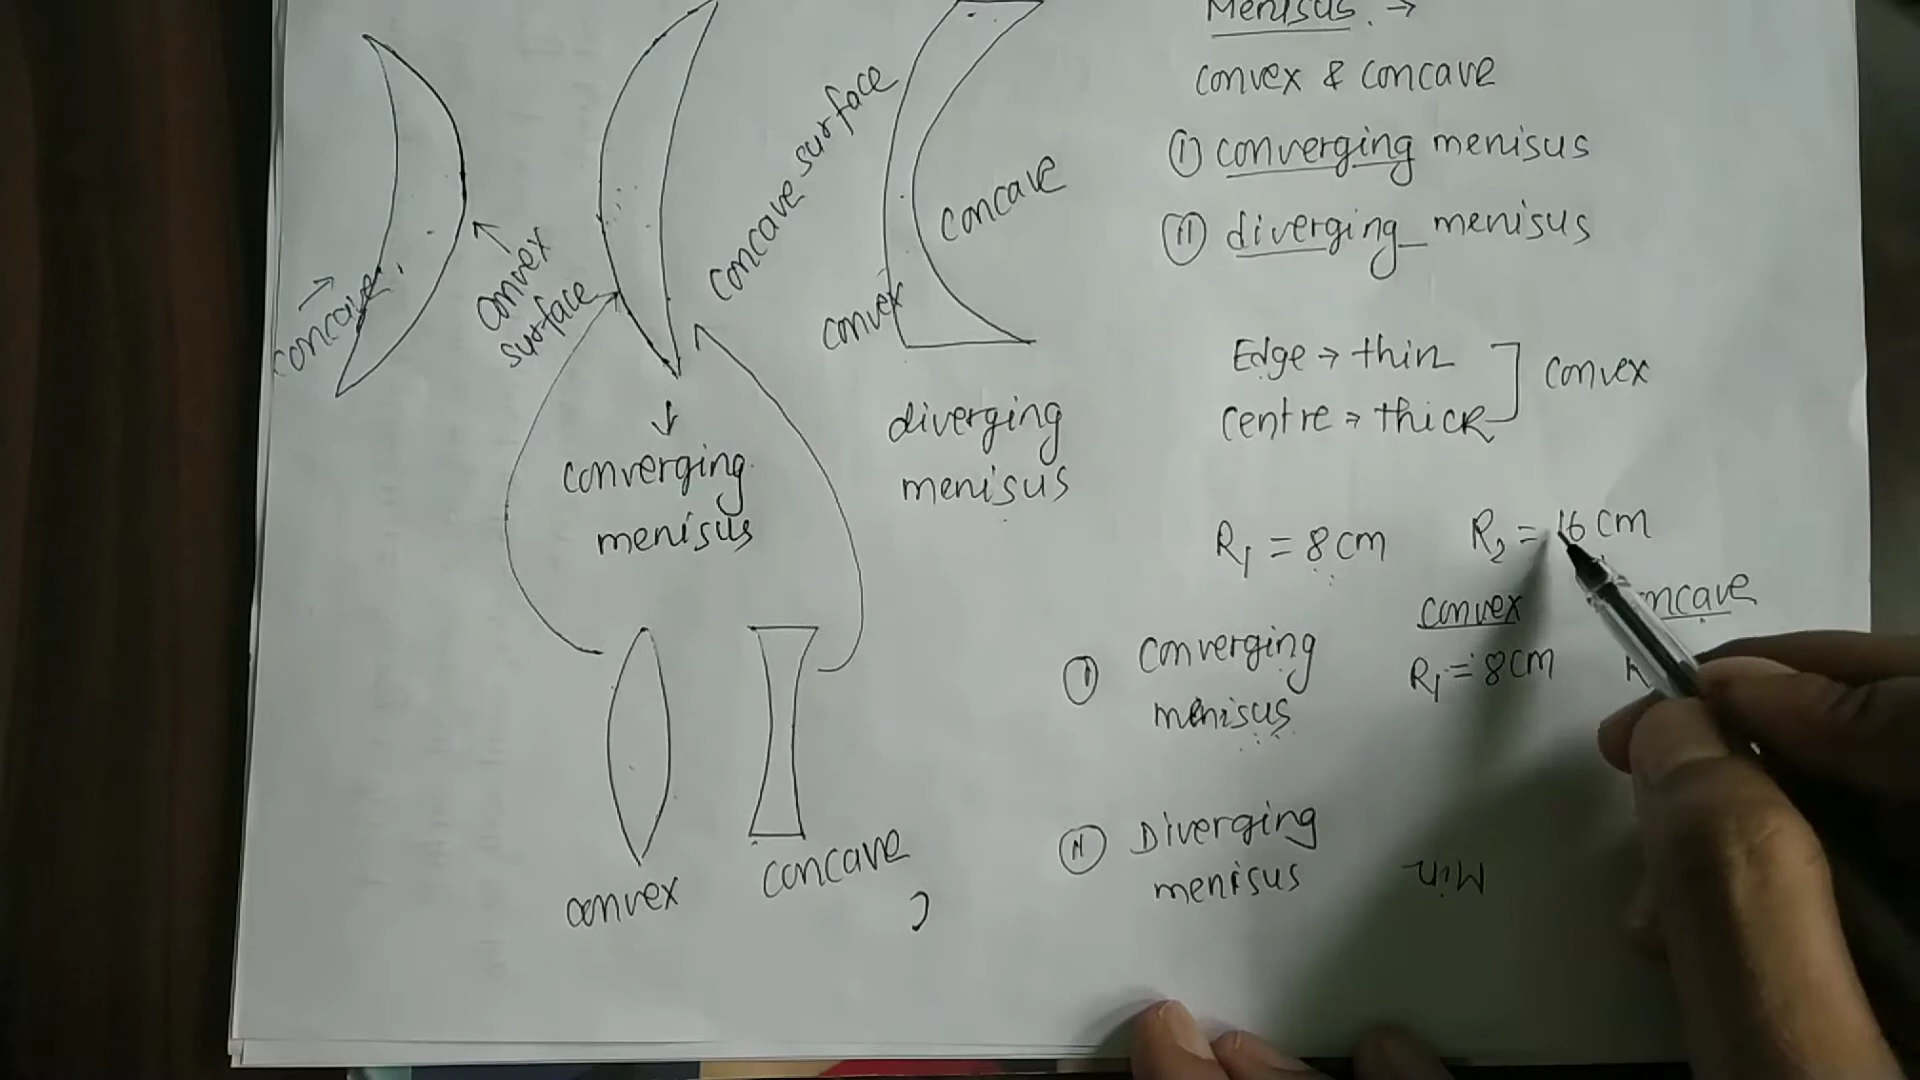 Menisus. →
convex & concave
(I) converging menisus
(II) diverging menisus
Edge → thin
centre → thick
convex
R1 = 8 cm R2 = 16 cm
convex
(I) Converging
menisus
R1 = 8 cm
(II) Diverging
menisus
Min
concave
convex
surface
concave surface
convex
concave
converging
menisus
diverging
menisus
convex
concave